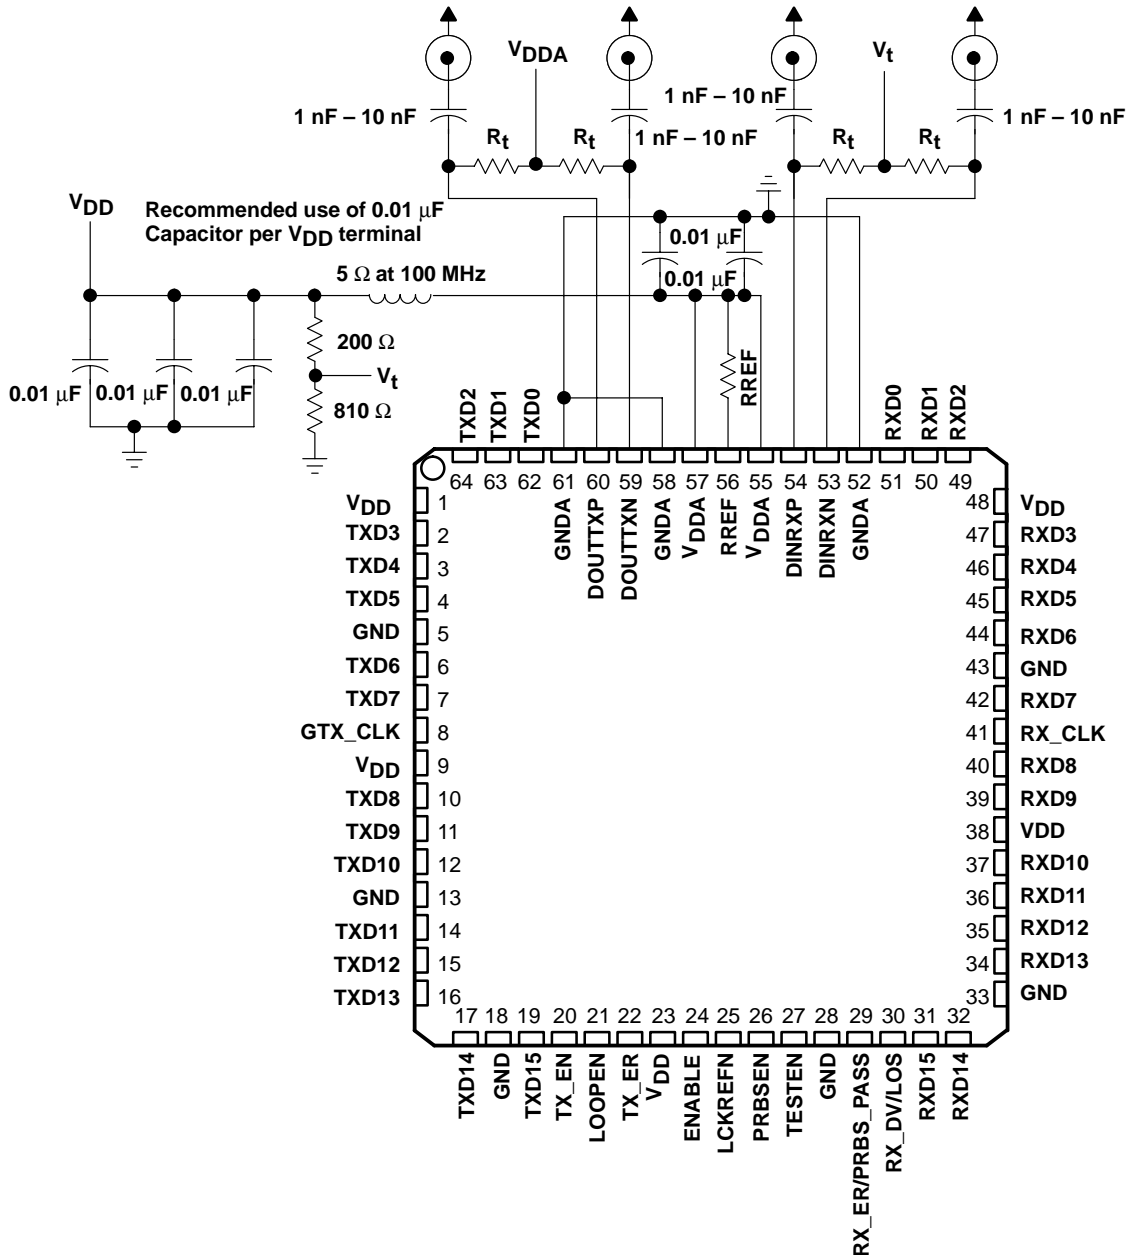 VDDA
Vt
1 nF – 10 nF
1 nF – 10 nF
1 nF – 10 nF
1 nF – 10 nF
Rt
Rt
Rt
Rt
VDD
Recommended use of 0.01 μF
Capacitor per VDD terminal
0.01 μF
0.01 μF
5 Ω at 100 MHz
200 Ω
Vt
810 Ω
0.01 μF
0.01 μF
0.01 μF
RREF
TXD2
TXD1
TXD0
RXD0
RXD1
RXD2
64 63 62 61 60 59 58 57 56 55 54 53 52 51 50 49
GNDA
DOUTTXP
DOUTTXN
GNDA
VDDA
RREF
VDDA
DINRXP
DINRXN
GNDA
VDD 1
TXD3 2
TXD4 3
TXD5 4
GND 5
TXD6 6
TXD7 7
GTX_CLK 8
VDD 9
TXD8 10
TXD9 11
TXD10 12
GND 13
TXD11 14
TXD12 15
TXD13 16
48 VDD
47 RXD3
46 RXD4
45 RXD5
44 RXD6
43 GND
42 RXD7
41 RX_CLK
40 RXD8
39 RXD9
38 VDD
37 RXD10
36 RXD11
35 RXD12
34 RXD13
33 GND
17 18 19 20 21 22 23 24 25 26 27 28 29 30 31 32
TXD14
GND
TXD15
TX_EN
LOOPEN
TX_ER
VDD
ENABLE
LCKREFN
PRBSEN
TESTEN
GND
RX_ER/PRBS_PASS
RX_DV/LOS
RXD15
RXD14